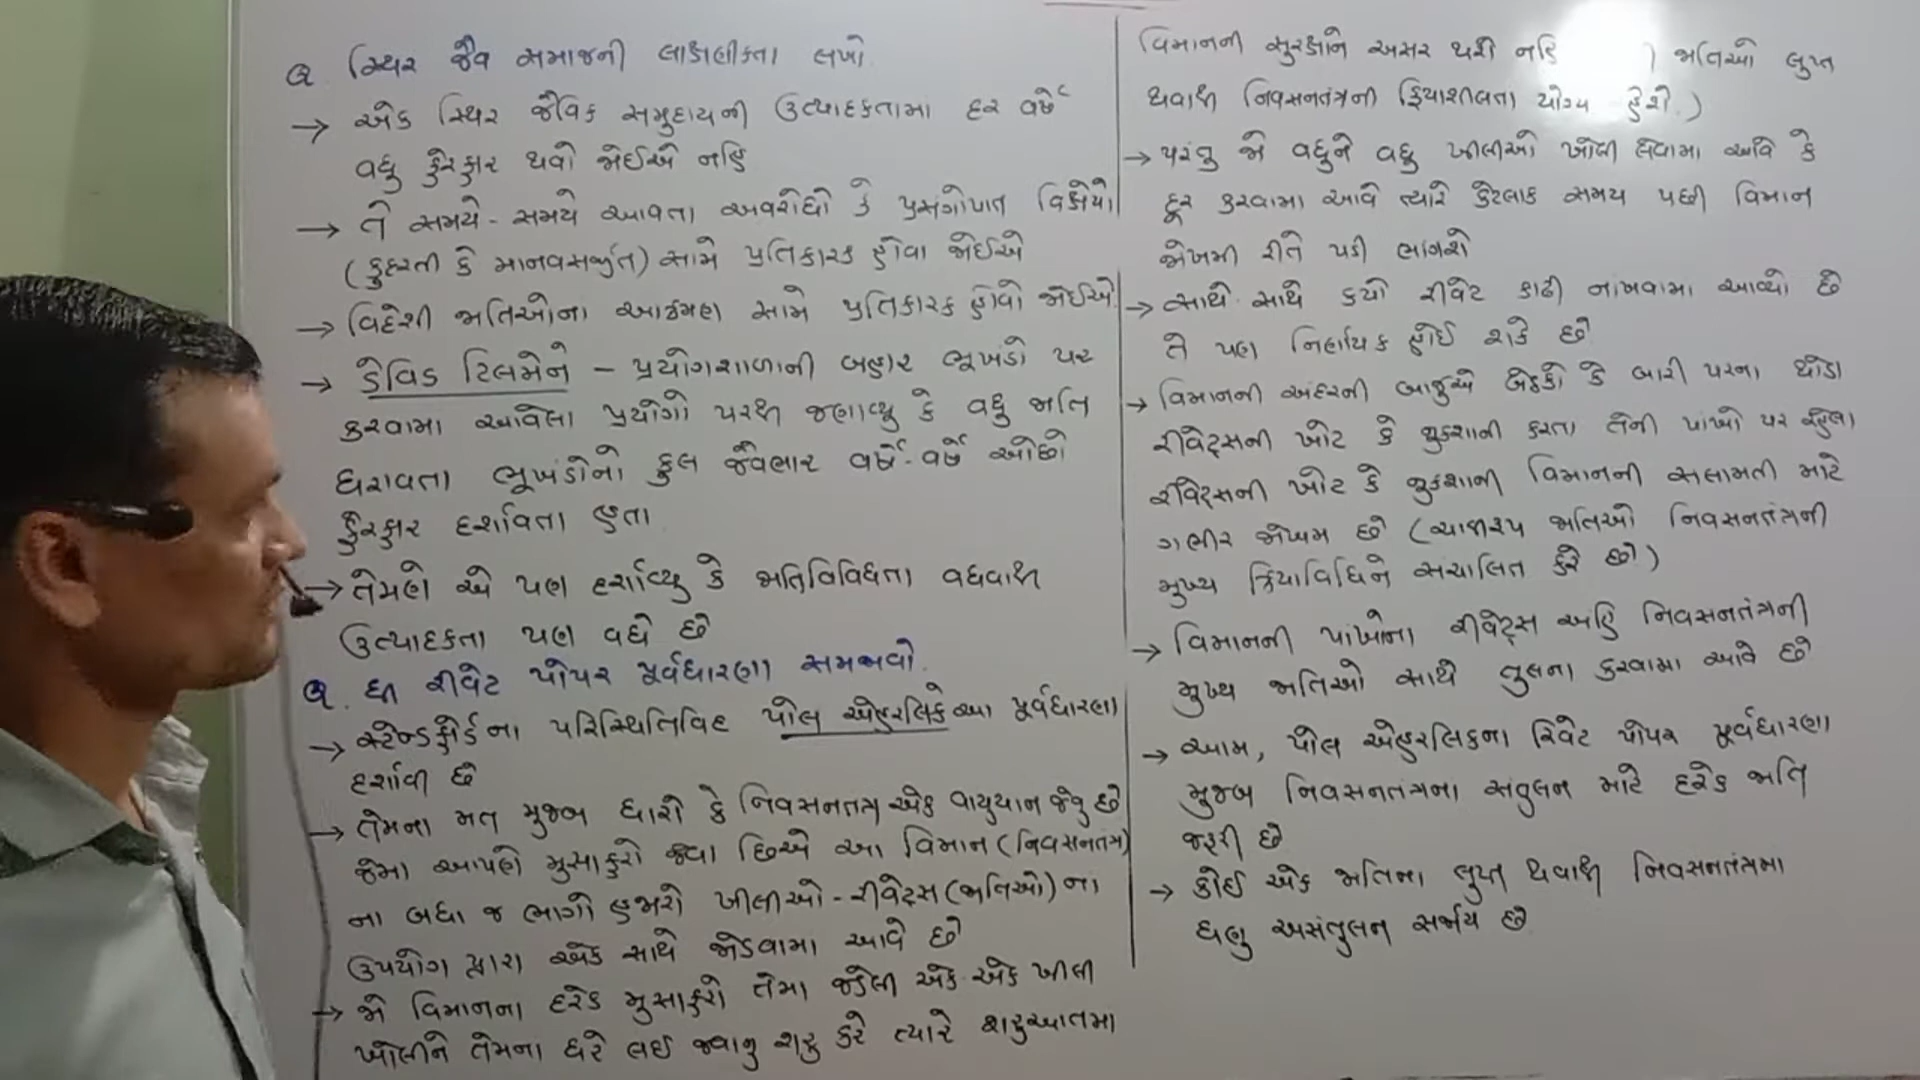 Q. સ્થિર જૈવ સમાજની લાક્ષણીકતા લખો
→ એક સ્થિર જૈવિક સમુદાયની ઉત્પાદકતામા દર વર્ષે
વધુ ફેરફાર થવો જોઈએ નહિ
→ તે સમયે-સમયે આવતા અવરોધો કે પ્રસંગોપાત વિક્ષેપો
(કુદરતી કે માનવસર્જીત) સામે પ્રતિકારક હોવા જોઈએ
→ વિદેશી જાતિઓના આક્રમણ સામે પ્રતિકારક હોવો જોઈએ
→ ડેવિડ ટિલમેને - પ્રયોગશાળાની બહાર ભૂખંડો પર
કરવામા આવેલા પ્રયોગો પરથી જણાવ્યુ કે વધુ જાતિ
ધરાવતા ભૂખંડોનો કુલ જૈવભાર વર્ષે-વર્ષે ઓછો
ફેરફાર દર્શાવતા હતા
→ તેમણે એ પણ દર્શાવ્યુ કે જાતિવિવિધતા વધવાથી
ઉત્પાદકતા પણ વધે છે
Q. ધ રીવેટ પોપર પૂર્વધારણા સમજાવો.
→ સ્ટેન્ડફોર્ડના પરિસ્થિતિવિદ પોલ એહરલિકે આ પૂર્વધારણા
દર્શાવી છે
→ તેમના મત મુજબ ધારો કે નિવસનતંત્ર એક વાયુયાન જેવુ છે
જેમા આપણે મુસાફરો જેવા છિએ આ વિમાન (નિવસનતંત્ર)
ના બધા જ ભાગો હજારો ખીલીઓ - રીવેટ્સ (જાતિઓ) ના
ઉપયોગ દ્વારા એક સાથે જોડવામા આવે છે
→ જો વિમાનના દરેક મુસાફરો તેમા જડેલી એક-એક ખીલી
ખોલીને તેમના ઘરે લઈ જવાનુ શરૂ કરે ત્યારે શરૂઆતમા
વિમાનની સુરક્ષાને અસર થશે નહિ જાતિઓ લુપ્ત
થવાથી નિવસનતંત્રની ક્રિયાશીલતા યોગ્ય હેશે.)
→ પરંતુ જો વધુને વધુ ખીલીઓ ખોલી લેવામા આવે કે
દૂર કરવામા આવે ત્યારે કેટલાક સમય પછી વિમાન
જોખમી રીતે પડી ભાંગશે
→ સાથે-સાથે કયો રીવેટ કાઢી નાંખવામા આવ્યો છે
તે પણ નિર્ણાયક હોઈ શકે છે
→ વિમાનની અંદરની બાજુએ બેઠકો કે બારી પરના થોડા
રીવેટ્સની ખોટ કે નુકશાની કરતા તેની પાંખો પર રહેલા
રીવેટ્સની ખોટ કે નુકશાની વિમાનની સલામતી માટે
ગંભીર જોખમ છે (ચાવીરૂપ જાતિઓ નિવસનતંત્રની
મુખ્ય ક્રિયાવિધિને સંચાલિત કરે છે)
→ વિમાનની પાંખોના રીવેટ્સ અહિ નિવસનતંત્રની
મુખ્ય જાતિઓ સાથે તુલના કરવામા આવે છે
→ આમ, પોલ એહરલિકના રિવેટ પોપર પૂર્વધારણા
મુજબ નિવસનતંત્રના સંતુલન માટે દરેક જાતિ
જરૂરી છે
→ કોઈ એક જાતિના લુપ્ત થવાથી નિવસનતંત્રમા
ઘણુ અસંતુલન સર્જાય છે